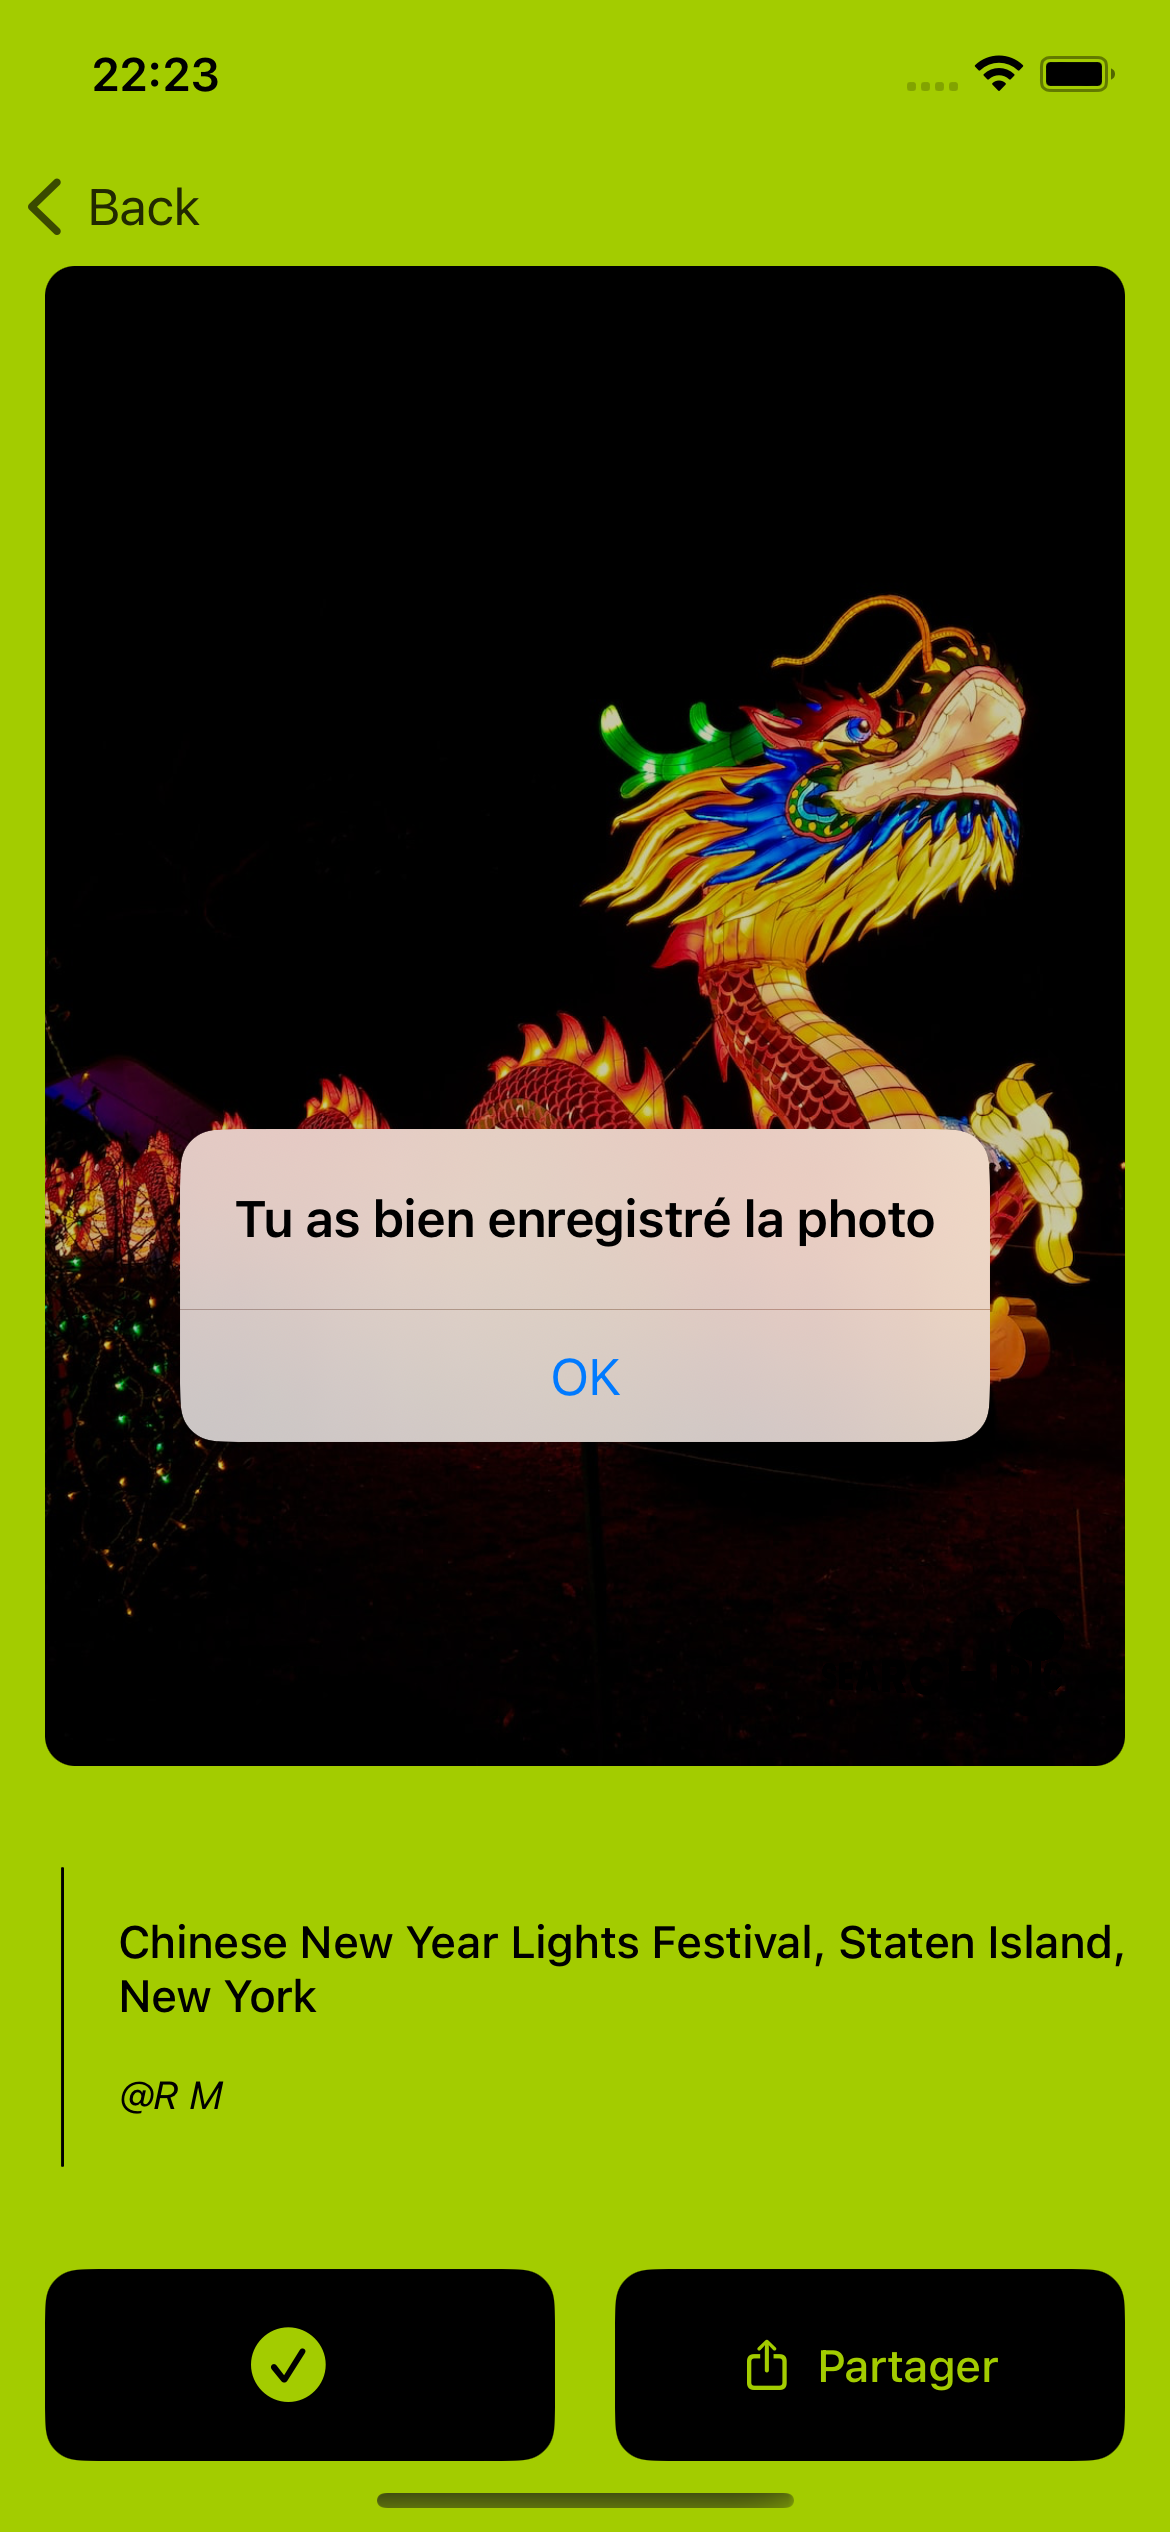 22:23
Back
Tu as bien enregistré la photo
OK
Chinese New Year Lights Festival, Staten Island,
New York
@R M
Partager